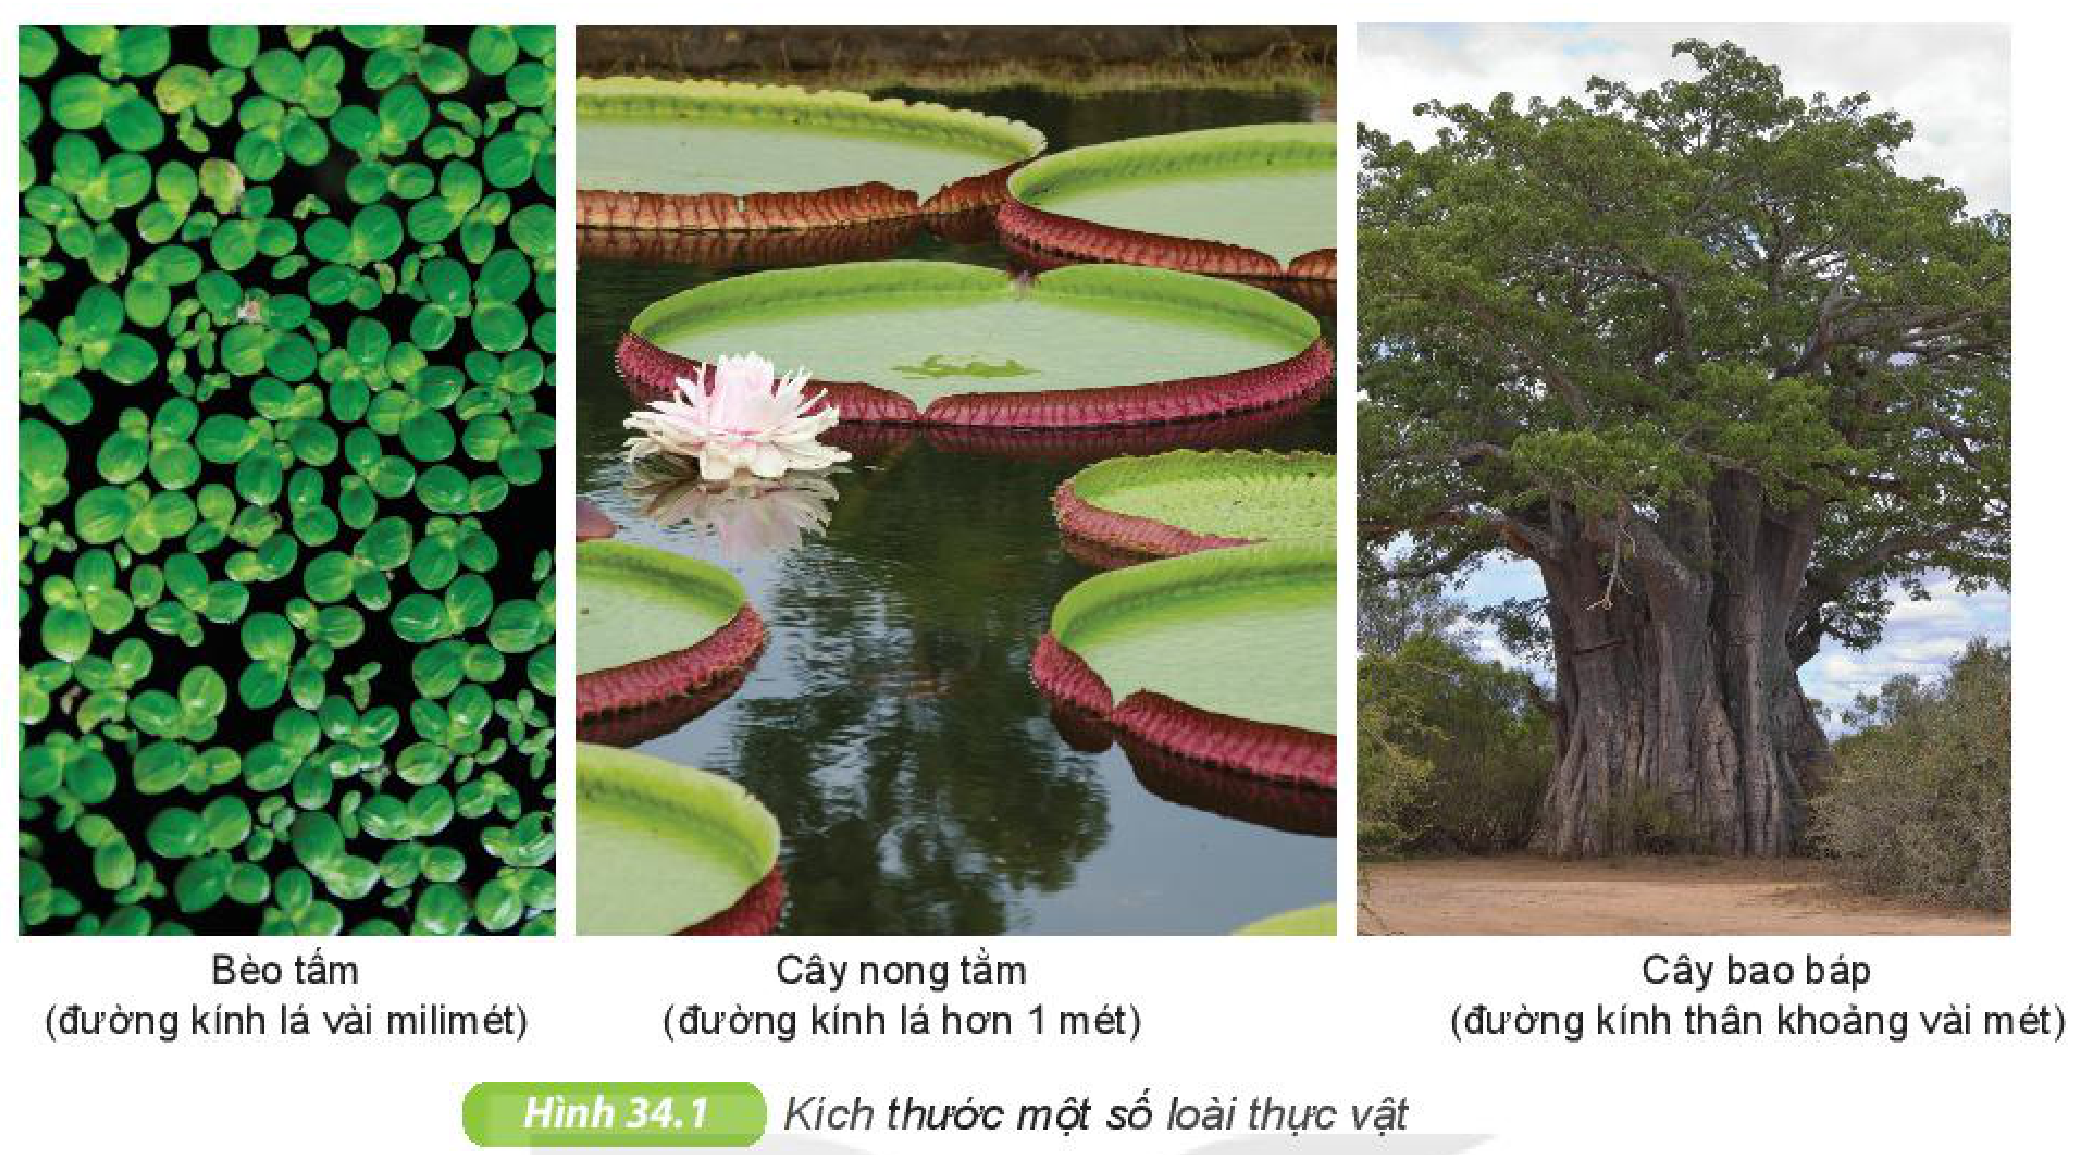 Bèo tấm
(đường kính lá vài milimét)
Cây nong tằm
(đường kính lá hơn 1 mét)
Cây bao báp
(đường kính thân khoảng vài mét)
Hình 34.1 Kích thước một số loài thực vật